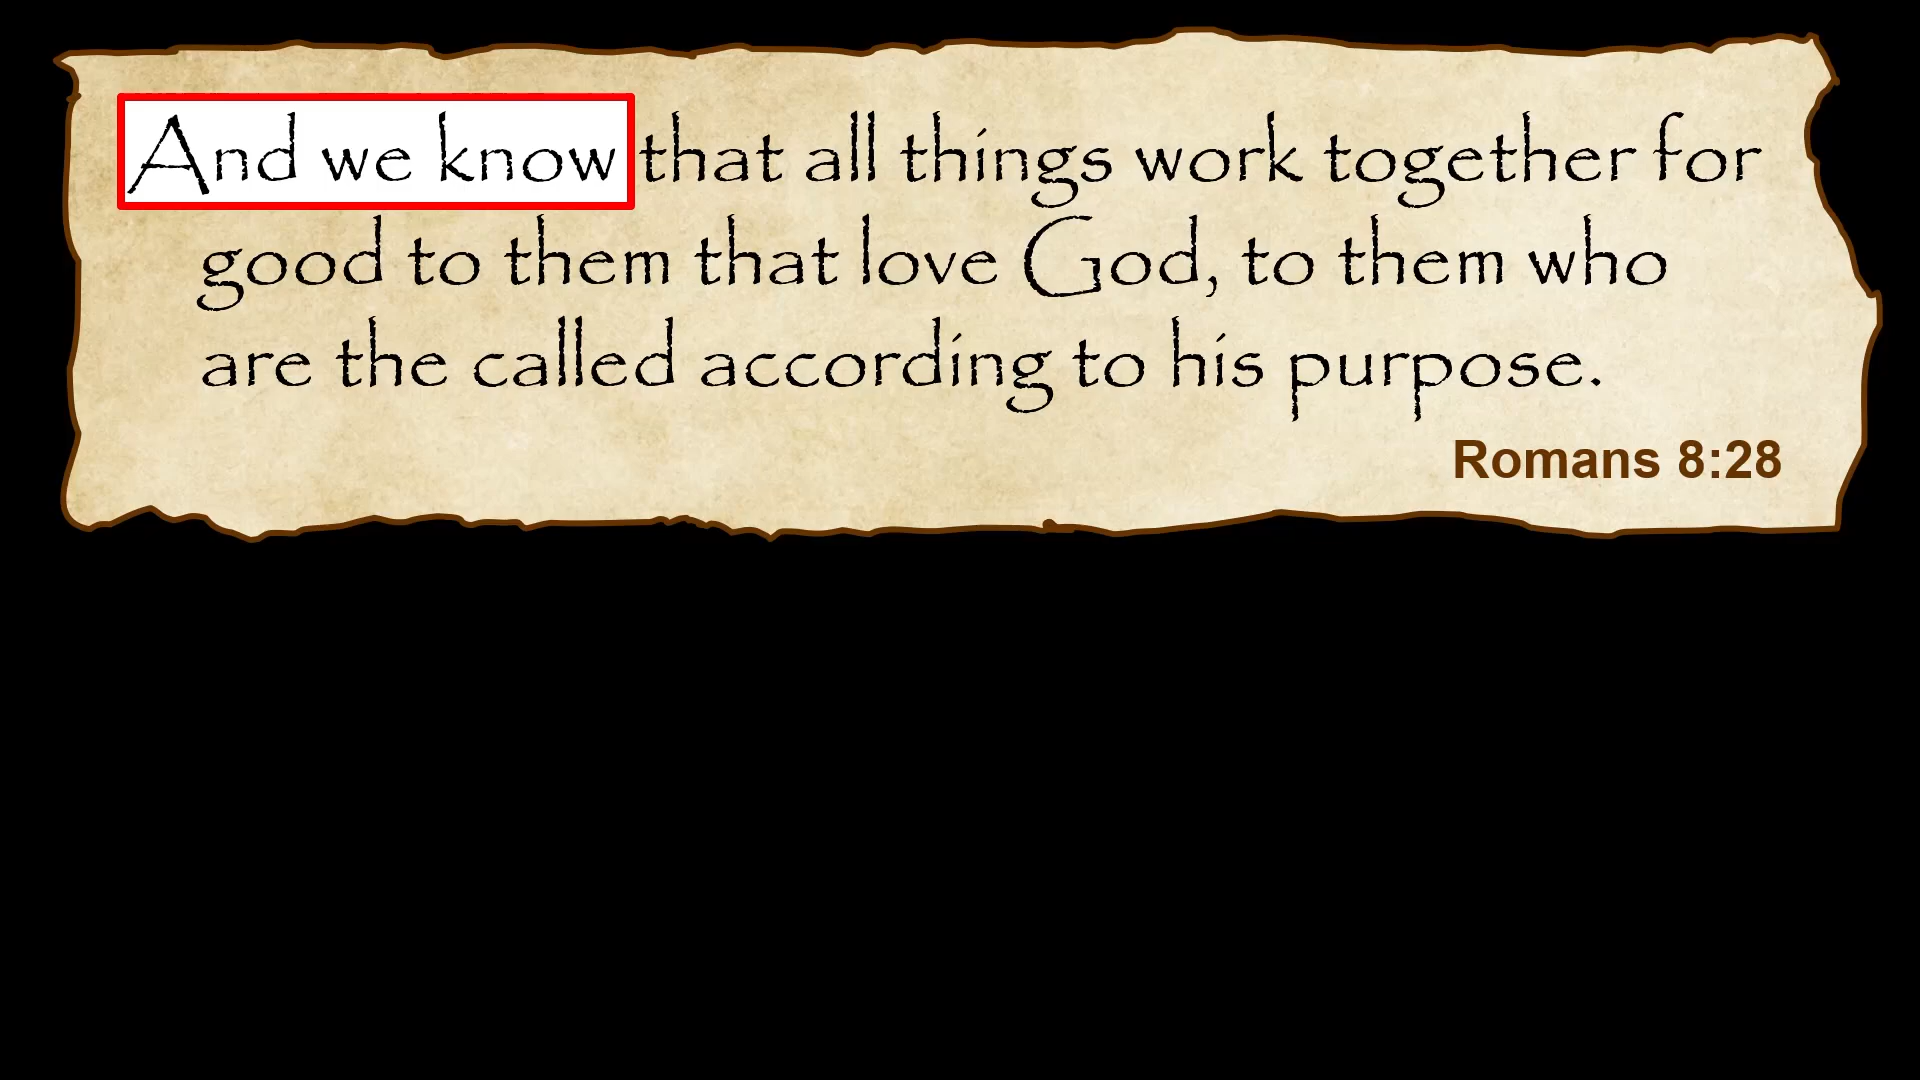 And we know that all things work together for
good to them that love God, to them who
are the called according to his purpose.
Romans 8:28